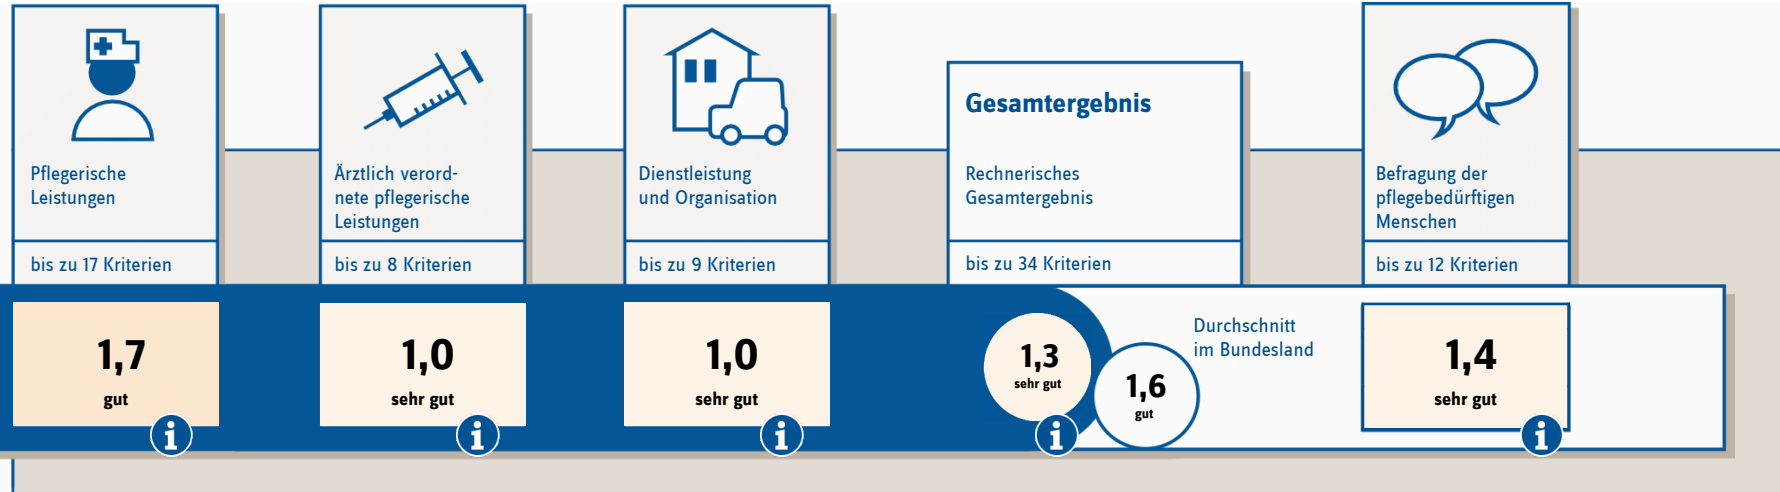 Pflegerische
Leistungen
bis zu 17 Kriterien
1,7
gut
i
Ärztlich verord-
nete pflegerische
Leistungen
bis zu 8 Kriterien
1,0
sehr gut
i
Dienstleistung
und Organisation
bis zu 9 Kriterien
1,0
sehr gut
i
Gesamtergebnis
Rechnerisches
Gesamtergebnis
bis zu 34 Kriterien
1,3
sehr gut
i
1,6
gut
Durchschnitt
im Bundesland
Befragung der
pflegebedürftigen
Menschen
bis zu 12 Kriterien
1,4
sehr gut
i